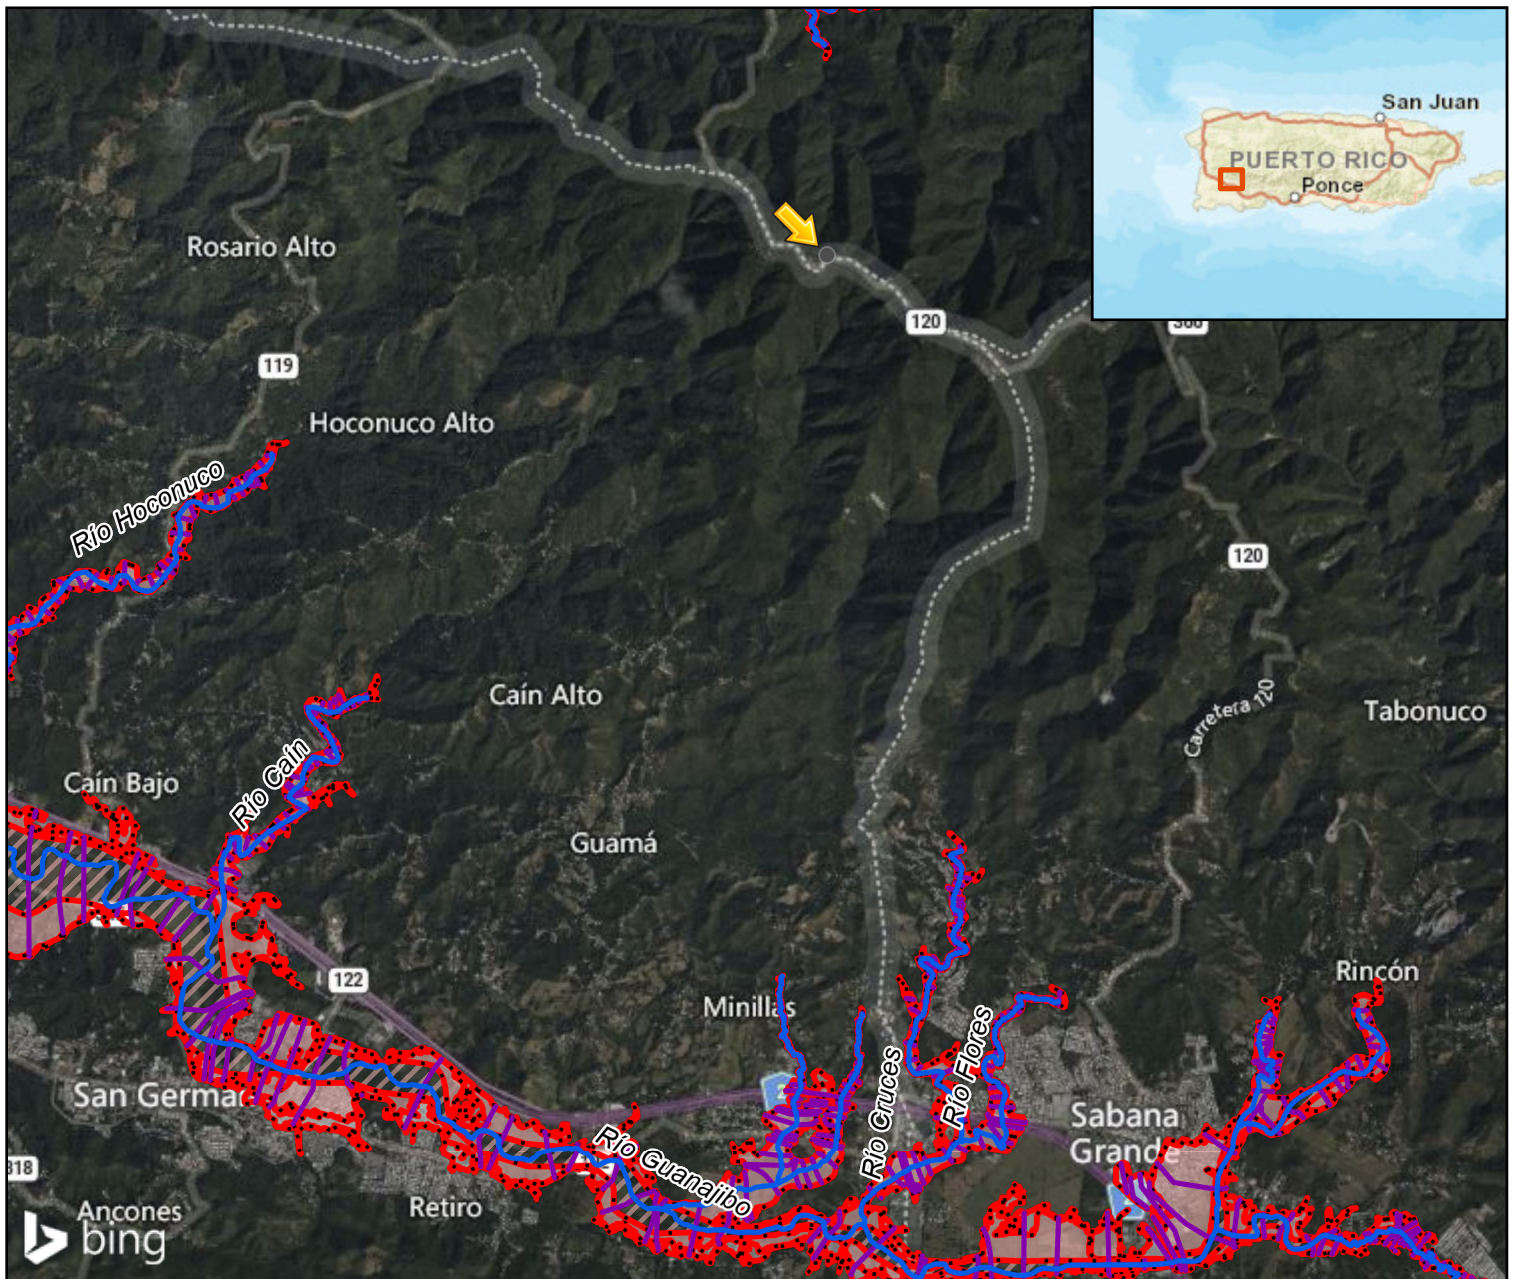 San Juan
PUERTO RICO
Ponce
Rosario Alto
120
119
Hoconuco Alto
Río Hoconuco
120
Caín Alto
Carretera 120
Tabonuco
Río Caín
Caín Bajo
Guamá
122
Rincón
Minillas
Río Flores
Río Cruces
San Germa
Sabana
Grande
Río Guanajibo
318
Retiro
Ancones
bing